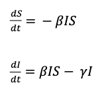 dS/dt = − βIS
dI/dt = βIS − γI